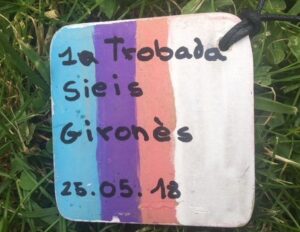 1a Trobada
Sieis
Gironès
25.05.18